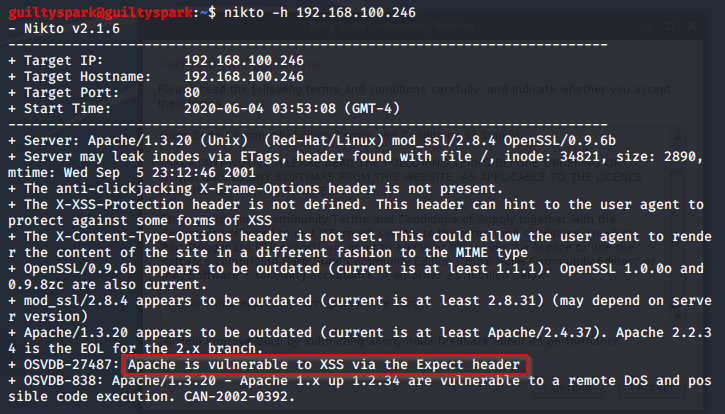 guiltyspark@guiltyspark:~$ nikto -h 192.168.100.246
- Nikto v2.1.6
---------------------------------------------------------------------------
+ Target IP:          192.168.100.246
+ Target Hostname:    192.168.100.246
+ Target Port:        80
+ Start Time:         2020-06-04 03:53:08 (GMT-4)
---------------------------------------------------------------------------
+ Server: Apache/1.3.20 (Unix)  (Red-Hat/Linux) mod_ssl/2.8.4 OpenSSL/0.9.6b
+ Server may leak inodes via ETags, header found with file /, inode: 34821, size: 2890,
mtime: Wed Sep  5 23:12:46 2001
+ The anti-clickjacking X-Frame-Options header is not present.
+ The X-XSS-Protection header is not defined. This header can hint to the user agent to
protect against some forms of XSS
+ The X-Content-Type-Options header is not set. This could allow the user agent to rende
r the content of the site in a different fashion to the MIME type
+ OpenSSL/0.9.6b appears to be outdated (current is at least 1.1.1). OpenSSL 1.0.0o and
0.9.8zc are also current.
+ mod_ssl/2.8.4 appears to be outdated (current is at least 2.8.31) (may depend on serve
r version)
+ Apache/1.3.20 appears to be outdated (current is at least Apache/2.4.37). Apache 2.2.3
4 is the EOL for the 2.x branch.
+ OSVDB-27487: Apache is vulnerable to XSS via the Expect header
+ OSVDB-838: Apache/1.3.20 - Apache 1.x up 1.2.34 are vulnerable to a remote DoS and pos
sible code execution. CAN-2002-0392.